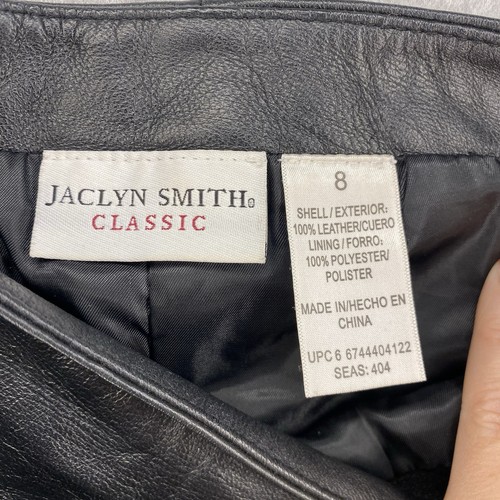 JACLYN SMITH®
CLASSIC
8
SHELL/EXTERIOR:
100% LEATHER/CUERO
LINING/FORRO:
100% POLYESTER/
POLISTER
MADE IN/HECHO EN
CHINA
UPC 6 6744404122
SEAS: 404